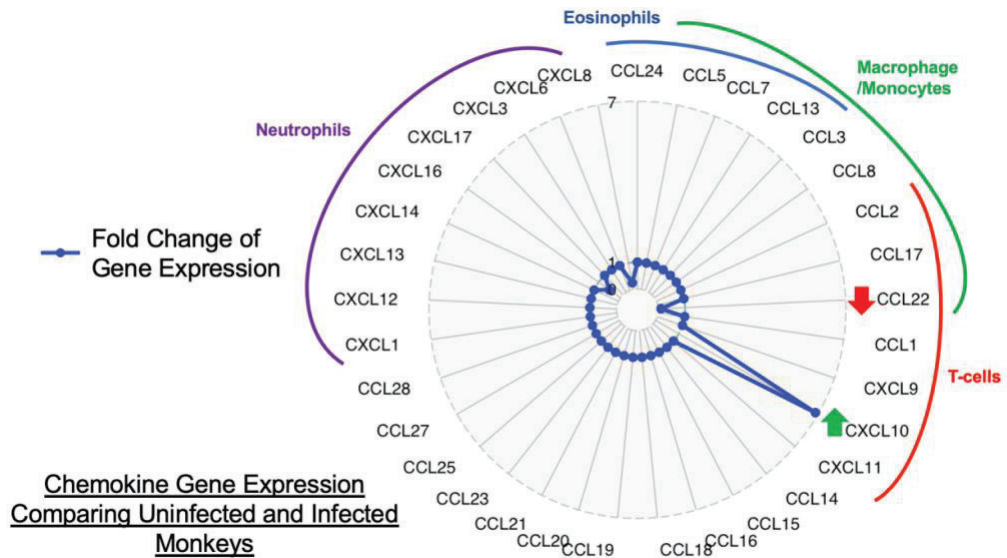 Eosinophils
Macrophage
/Monocytes
Neutrophils
T-cells
Fold Change of
Gene Expression
7
1
0
CCL24
CCL5
CCL7
CCL13
CCL3
CCL8
CCL2
CCL17
CCL22
CCL1
CXCL9
CXCL10
CXCL11
CCL14
CCL15
CCL16
CCL18
CCL19
CCL20
CCL21
CCL23
CCL25
CCL27
CCL28
CXCL1
CXCL12
CXCL13
CXCL14
CXCL16
CXCL17
CXCL3
CXCL6
CXCL8
Chemokine Gene Expression
Comparing Uninfected and Infected
Monkeys